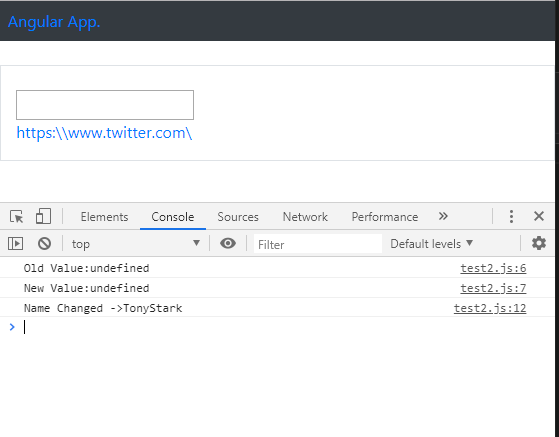 Angular App.
https:\\www.twitter.com\
Elements Console Sources Network Performance »
top Filter Default levels
Old Value:undefined test2.js:6
New Value:undefined test2.js:7
Name Changed ->TonyStark test2.js:12
>